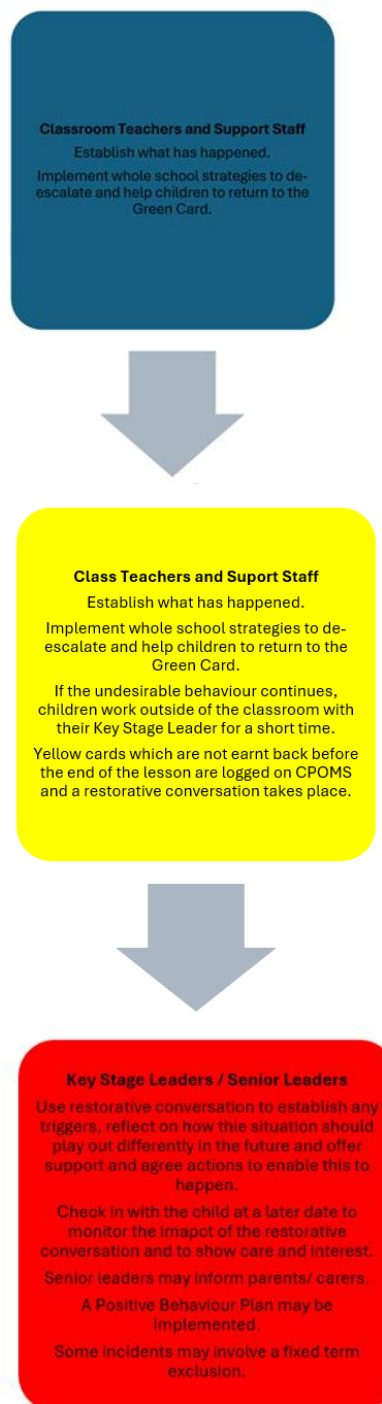 Classroom Teachers and Support Staff
Establish what has happened.
Implement whole school strategies to de-
escalate and help children to return to the
Green Card.
Class Teachers and Suport Staff
Establish what has happened.
Implement whole school strategies to de-
escalate and help children to return to the
Green Card.
If the undesirable behaviour continues,
children work outside of the classroom with
their Key Stage Leader for a short time.
Yellow cards which are not earnt back before
the end of the lesson are logged on CPOMS
and a restorative conversation takes place.
Key Stage Leaders / Senior Leaders
Use restorative conversation to establish any
triggers, reflect on how thie situation should
play out differently in the future and offer
support and agree actions to enable this to
happen.
Check in with the child at a later date to
monitor the imapct of the restorative
conversation and to show care and interest.
Senior leaders may inform parents/ carers.
A Positive Behaviour Plan may be
implemented.
Some incidents may involve a fixed term
exclusion.